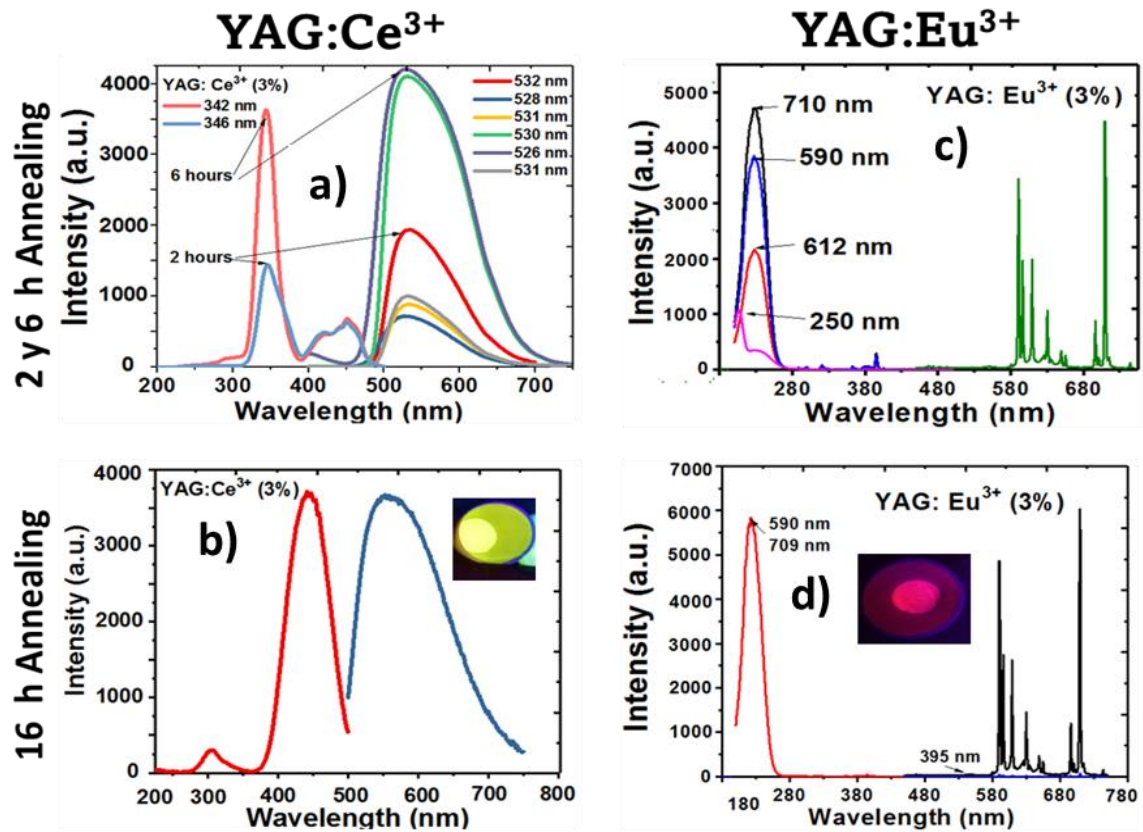 YAG:Ce³⁺
YAG:Eu³⁺
2 y 6 h Annealing
16 h Annealing
a)
YAG: Ce³⁺ (3%)
342 nm
346 nm
532 nm
528 nm
531 nm
530 nm
526 nm
531 nm
6 hours
2 hours
Intensity (a.u.)
4000
3000
2000
1000
0
200 300 400 500 600 700
Wavelength (nm)
c)
YAG: Eu³⁺ (3%)
710 nm
590 nm
612 nm
250 nm
Intensity (a.u.)
5000
4000
3000
2000
1000
0
280 380 480 580 680
Wavelength (nm)
b)
YAG:Ce³⁺ (3%)
Intensity (a.u.)
4000
3000
2000
1000
0
200 300 400 500 600 700 800
Wavelength (nm)
d)
YAG: Eu³⁺ (3%)
590 nm
709 nm
395 nm
Intensity (a.u.)
7000
6000
5000
4000
3000
2000
1000
0
180 280 380 480 580 680 780
Wavelength (nm)